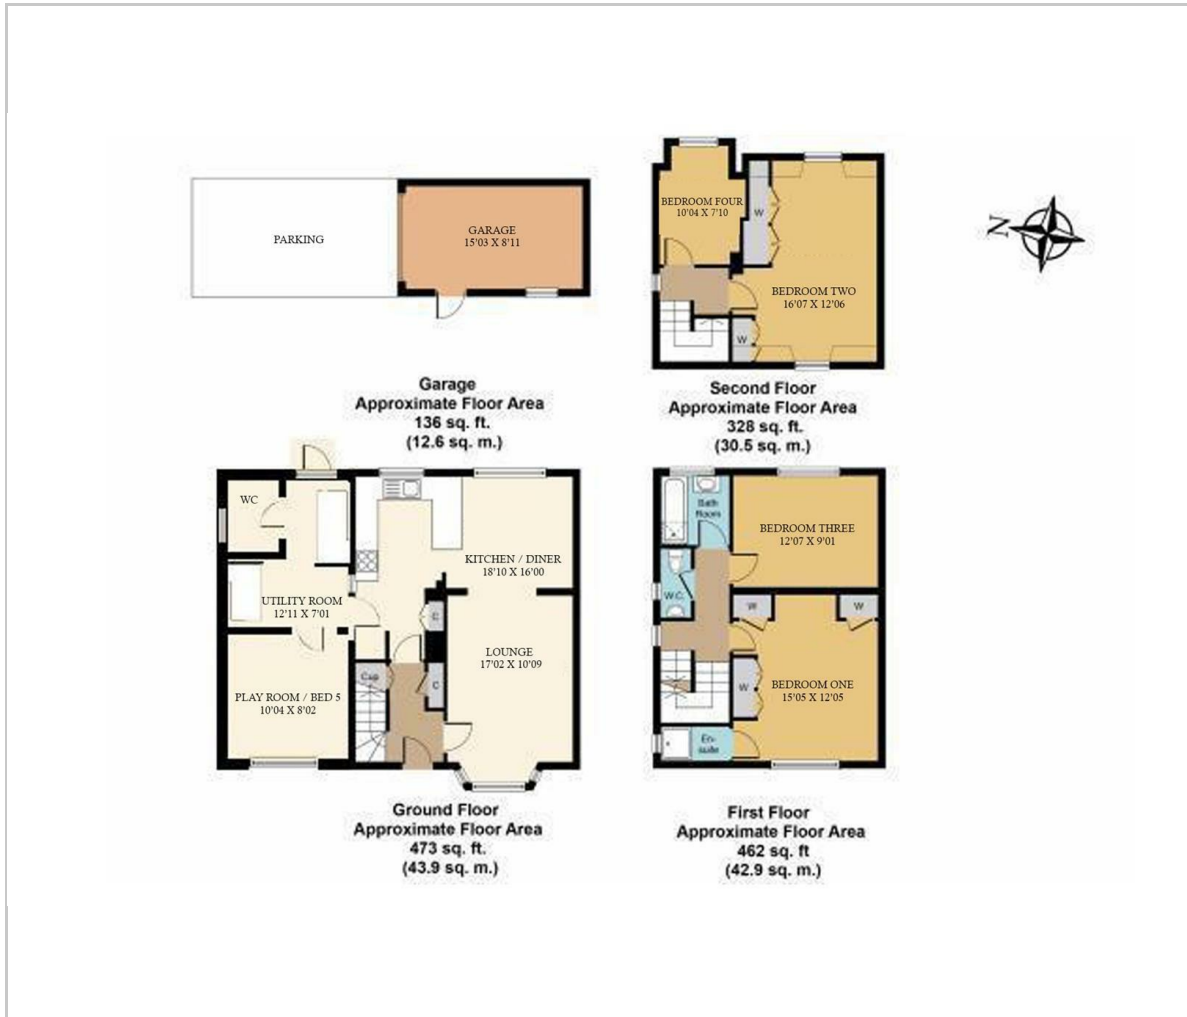 PARKING
GARAGE
15'03 X 8'11
Garage
Approximate Floor Area
136 sq. ft.
(12.6 sq. m.)
BEDROOM FOUR
10'04 X 7'10
W
BEDROOM TWO
16'07 X 12'06
W
Second Floor
Approximate Floor Area
328 sq. ft.
(30.5 sq. m.)
N
WC
KITCHEN / DINER
18'10 X 16'00
UTILITY ROOM
12'11 X 7'01
C
LOUNGE
17'02 X 10'09
Cup
C
PLAY ROOM / BED 5
10'04 X 8'02
Ground Floor
Approximate Floor Area
473 sq. ft.
(43.9 sq. m.)
Bath
Room
BEDROOM THREE
12'07 X 9'01
W.C.
W
W
BEDROOM ONE
15'05 X 12'05
W
En-
suite
First Floor
Approximate Floor Area
462 sq. ft
(42.9 sq. m.)